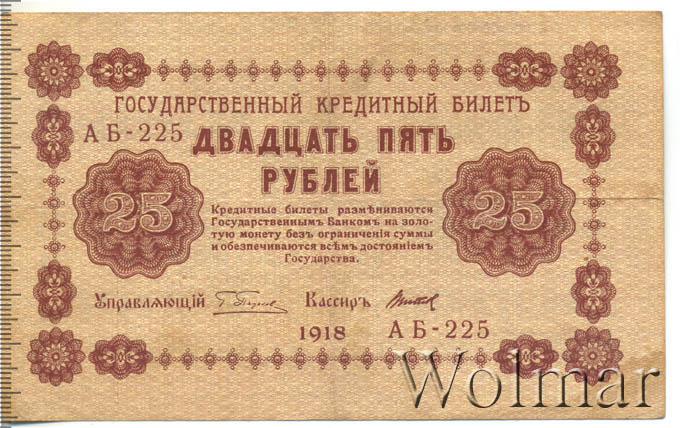 ГОСУДАРСТВЕННЫЙ КРЕДИТНЫЙ БИЛЕТЪ
АБ-225
ДВАДЦАТЬ ПЯТЬ
РУБЛЕЙ
25
25
Кредитные билеты размѣниваются
Государственнымъ Банкомъ на золо-
тую монету безъ ограниченія суммы
и обезпечиваются всѣмъ достояніемъ
Государства.
Управляющій
Кассиръ
1918 АБ-225
Wolmar